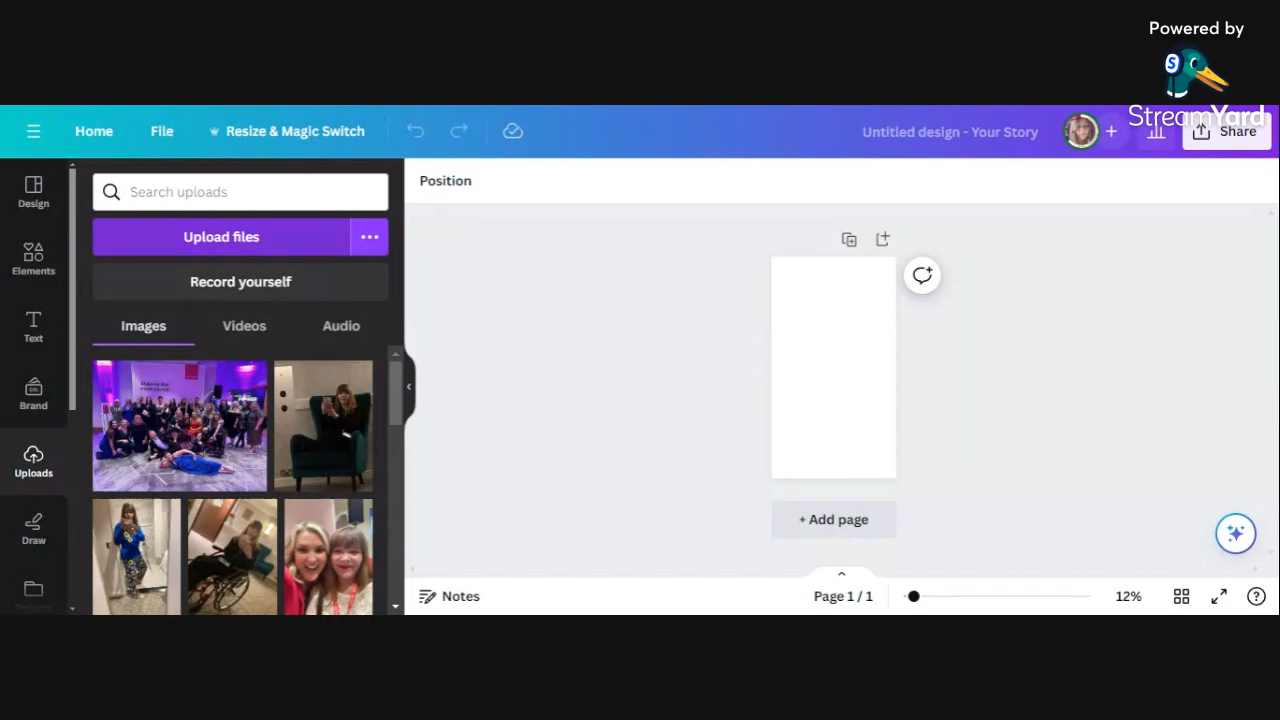 Powered by
StreamYard
Home
File
Resize & Magic Switch
Untitled design - Your Story
Share
Design
Elements
Text
Brand
Uploads
Draw
Search uploads
Upload files
Record yourself
Images
Videos
Audio
Position
+ Add page
Notes
Page 1 / 1
12%